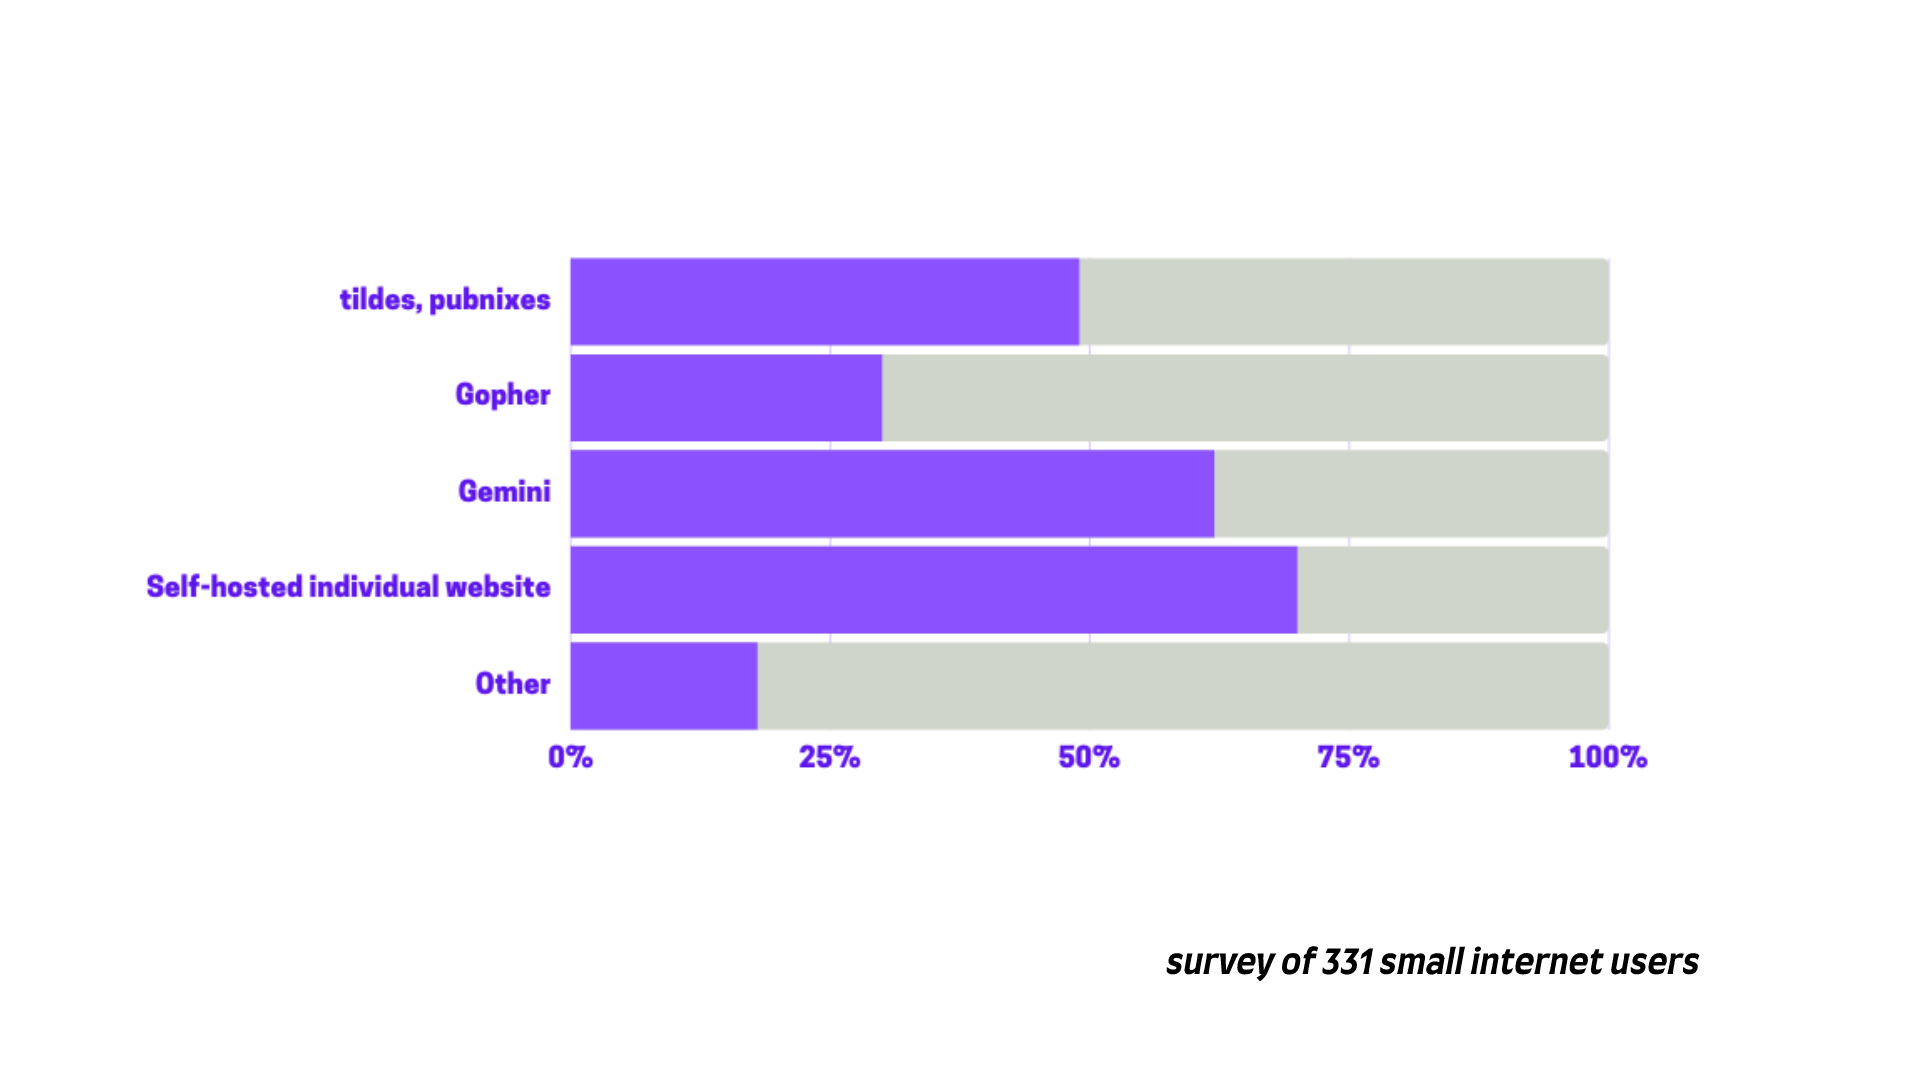 tildes, pubnixes
Gopher
Gemini
Self-hosted individual website
Other
0% 25% 50% 75% 100%
survey of 331 small internet users